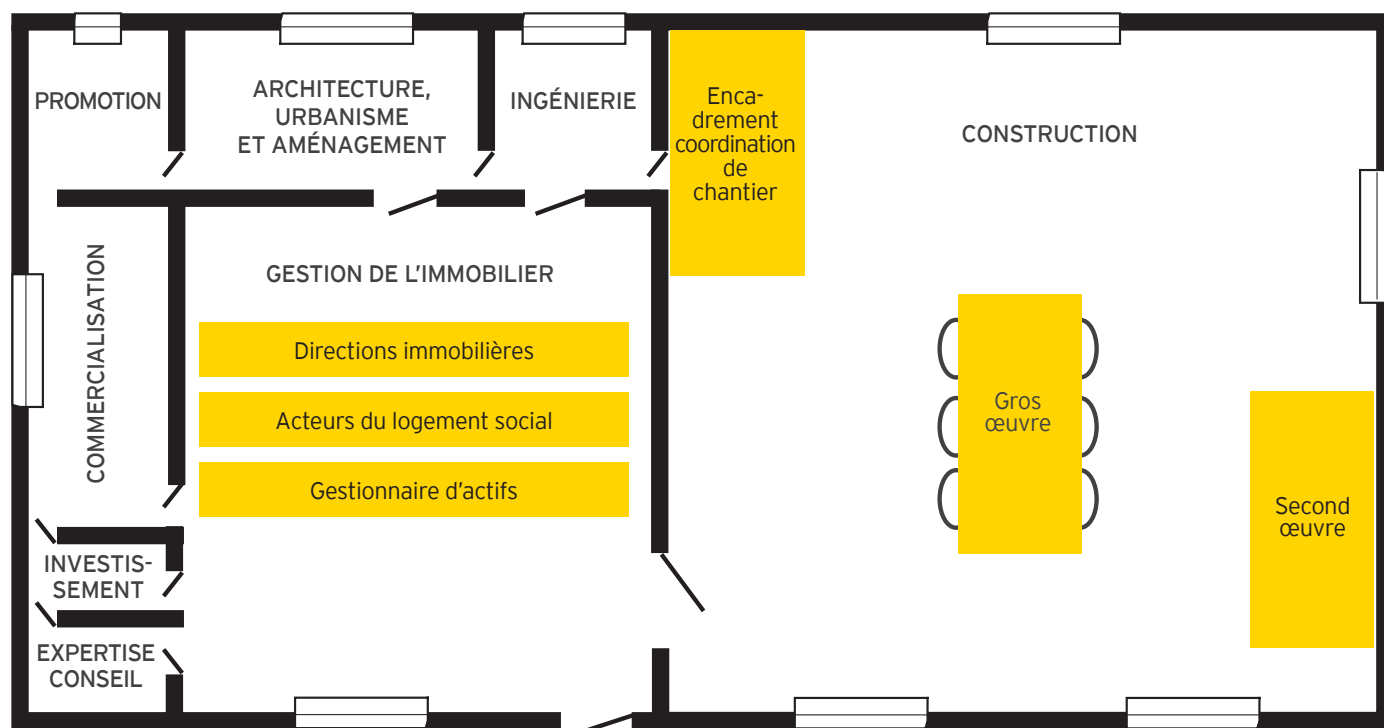 PROMOTION
ARCHITECTURE,
URBANISME
ET AMÉNAGEMENT
INGÉNIERIE
Enca-
drement
coordination
de
chantier
CONSTRUCTION
COMMERCIALISATION
GESTION DE L'IMMOBILIER
Directions immobilières
Acteurs du logement social
Gestionnaire d'actifs
Gros
œuvre
Second
œuvre
INVESTIS-
SEMENT
EXPERTISE
CONSEIL